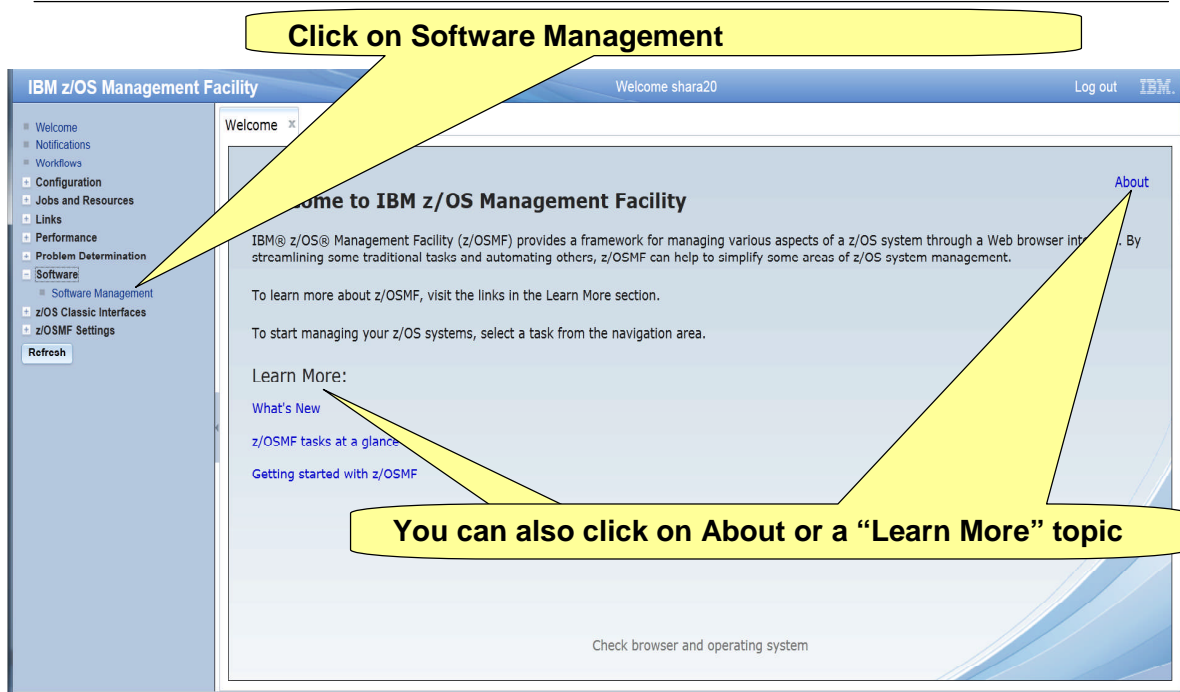 Click on Software Management
IBM z/OS Management Facility
Welcome shara20
Log out
IBM.
Welcome
Notifications
Workflows
Configuration
Jobs and Resources
Links
Performance
Problem Determination
Software
Software Management
z/OS Classic Interfaces
z/OSMF Settings
Refresh
Welcome x
About
ome to IBM z/OS Management Facility
IBM® z/OS® Management Facility (z/OSMF) provides a framework for managing various aspects of a z/OS system through a Web browser inte . By
streamlining some traditional tasks and automating others, z/OSMF can help to simplify some areas of z/OS system management.
To learn more about z/OSMF, visit the links in the Learn More section.
To start managing your z/OS systems, select a task from the navigation area.
Learn More:
What's New
z/OSMF tasks at a glance
Getting started with z/OSMF
You can also click on About or a “Learn More” topic
Check browser and operating system